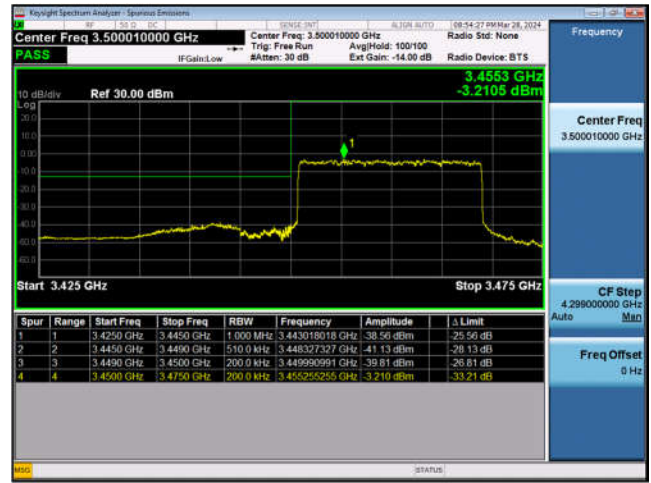 Keysight Spectrum Analyzer - Spurious Emissions
RF 50 Ω DC SENSE:INT ALIGN AUTO 08:54:27 PM Mar 28, 2024
Center Freq 3.500010000 GHz
PASS
IFGain:Low
Center Freq: 3.500010000 GHz
Trig: Free Run Avg|Hold: 100/100
#Atten: 30 dB Ext Gain: -14.00 dB
Radio Std: None
Radio Device: BTS
Frequency
3.4553 GHz
-3.2105 dBm
10 dB/div Ref 30.00 dBm
Log
20.0
10.0
0.00
-10.0
-20.0
-30.0
-40.0
-50.0
-60.0
1
Start 3.425 GHz Stop 3.475 GHz
Center Freq
3.500010000 GHz
CF Step
4.299000000 GHz
Auto Man
Freq Offset
0 Hz
Spur Range Start Freq Stop Freq RBW Frequency Amplitude Δ Limit
1 1 3.4250 GHz 3.4450 GHz 1.000 MHz 3.443018018 GHz -38.56 dBm -25.56 dB
2 2 3.4450 GHz 3.4490 GHz 510.0 kHz 3.448327327 GHz -41.13 dBm -28.13 dB
3 3 3.4490 GHz 3.4500 GHz 200.0 kHz 3.449990991 GHz -39.81 dBm -26.81 dB
4 4 3.4500 GHz 3.4750 GHz 200.0 kHz 3.455255255 GHz -3.210 dBm -33.21 dB
MSG STATUS